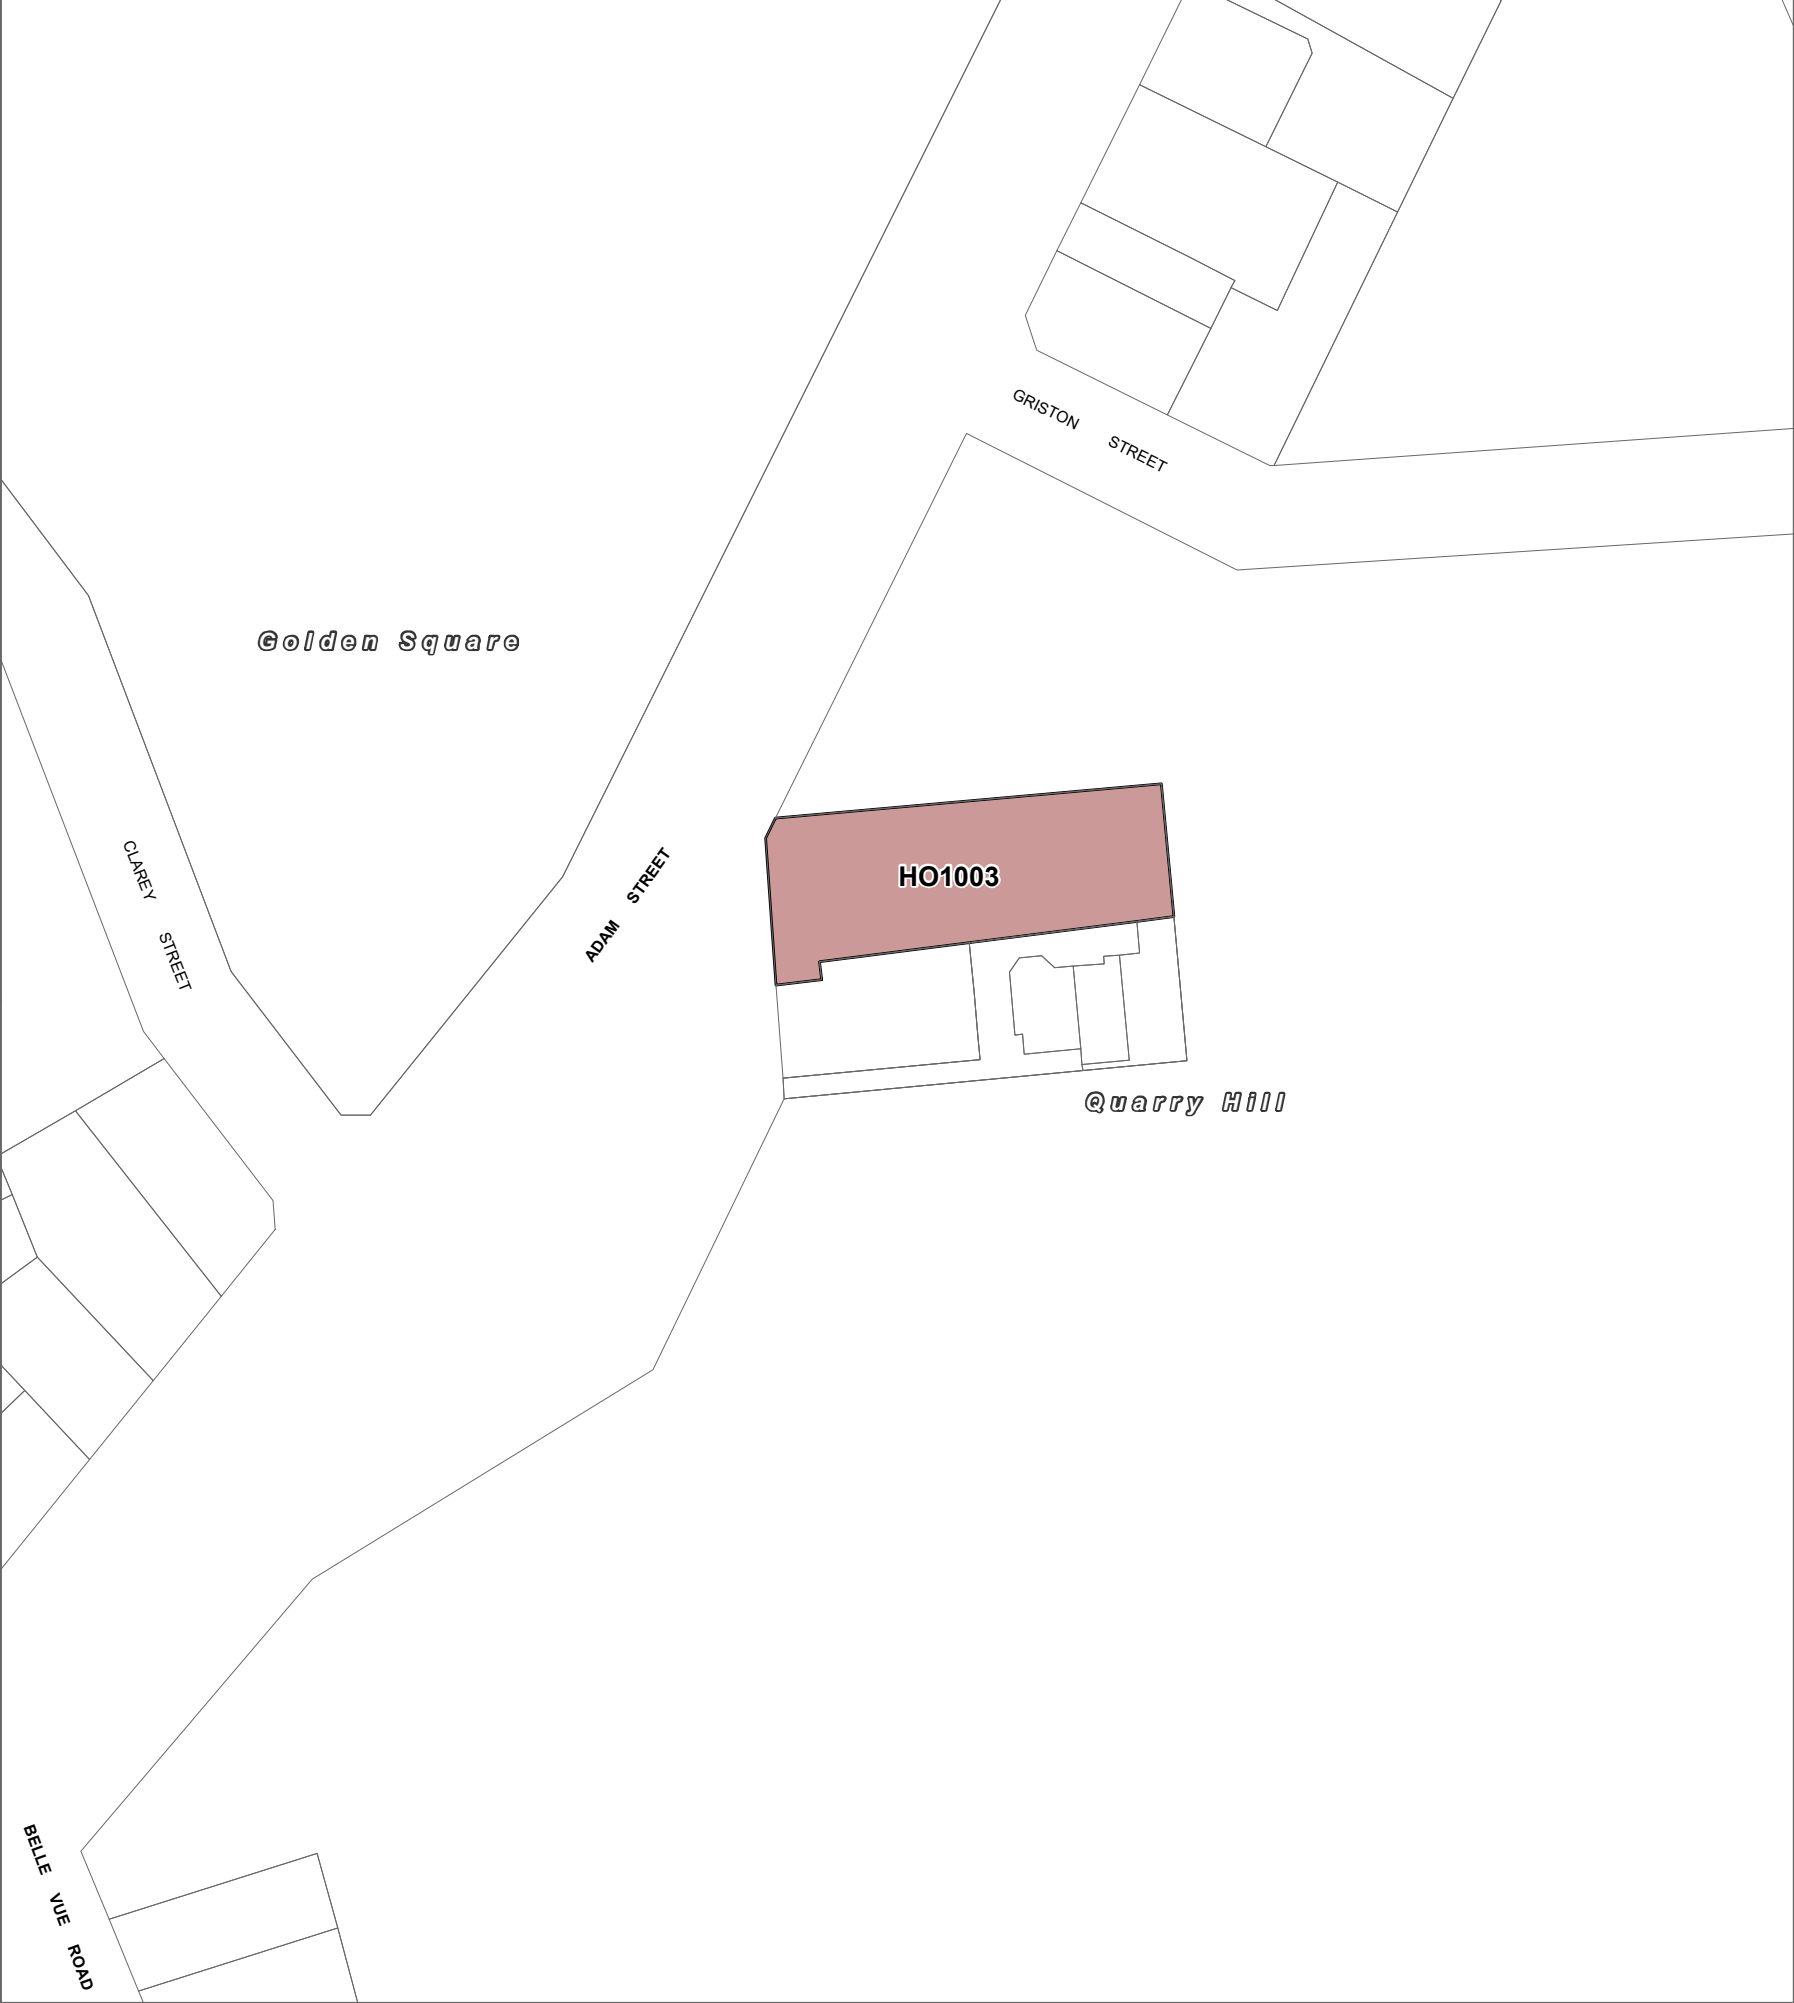 GRISTON STREET
Golden Square
CLAREY STREET
ADAM STREET
HO1003
Quarry Hill
BELLE VUE ROAD